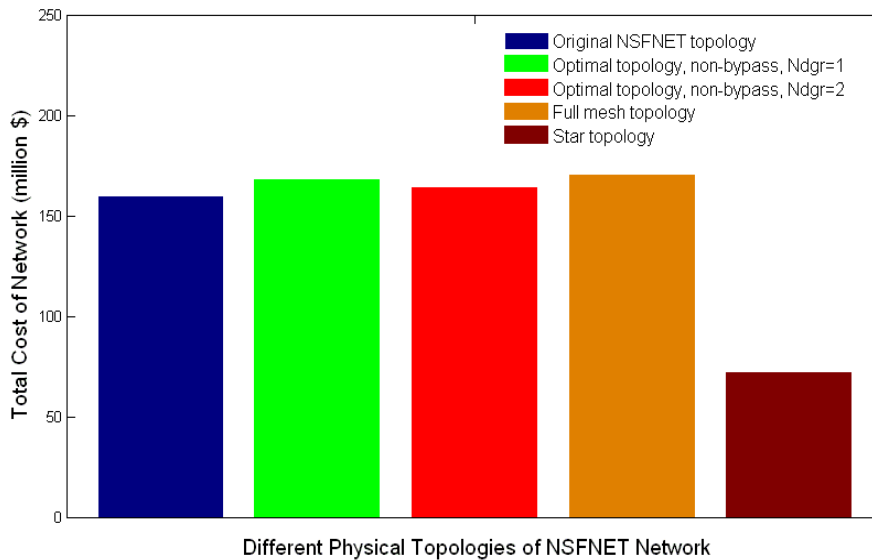 250
200
150
100
50
0
Total Cost of Network (million $)
Original NSFNET topology
Optimal topology, non-bypass, Ndgr=1
Optimal topology, non-bypass, Ndgr=2
Full mesh topology
Star topology
Different Physical Topologies of NSFNET Network